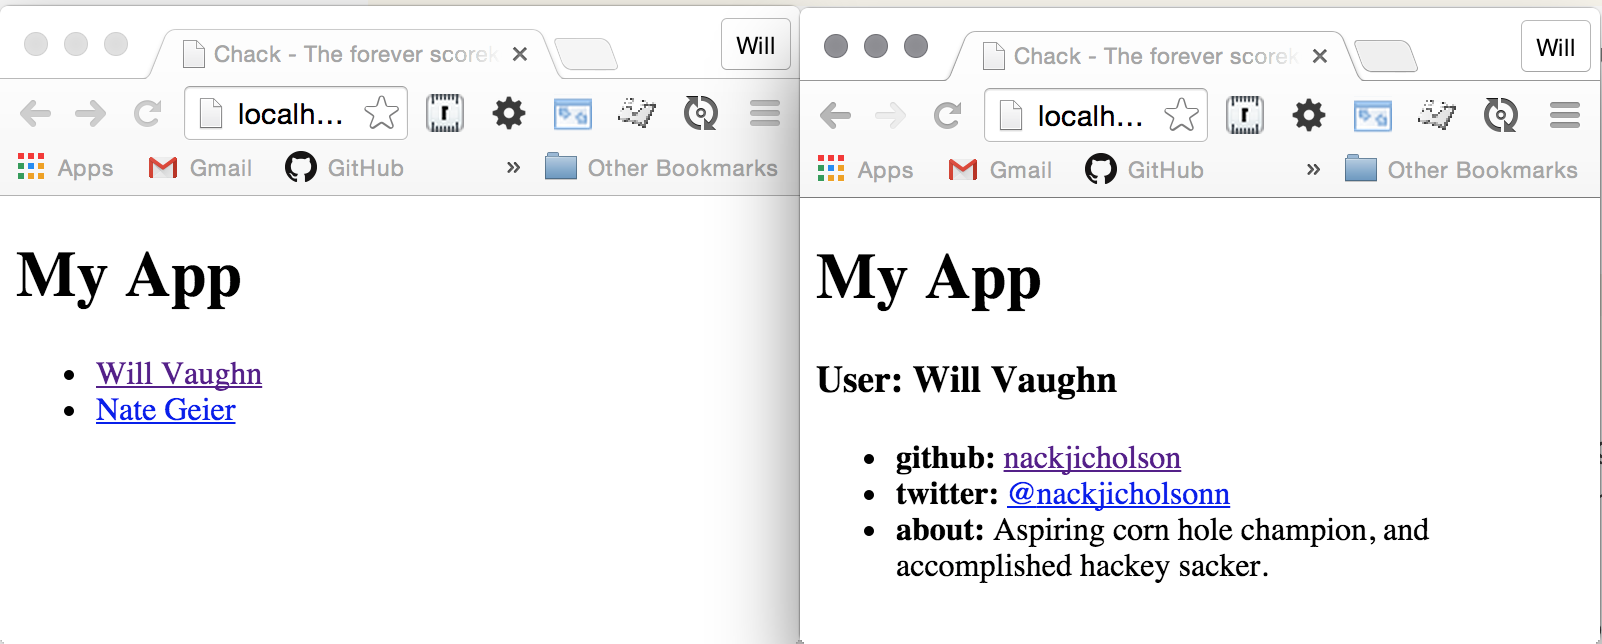 Chack - The forever scorek
Will
localh...
r
Apps
Gmail
GitHub
»
Other Bookmarks
My App
Will Vaughn
Nate Geier
Chack - The forever scorek
Will
localh...
r
Apps
Gmail
GitHub
»
Other Bookmarks
My App
User: Will Vaughn
github: nackjicholson
twitter: @nackjicholsonn
about: Aspiring corn hole champion, and
accomplished hackey sacker.